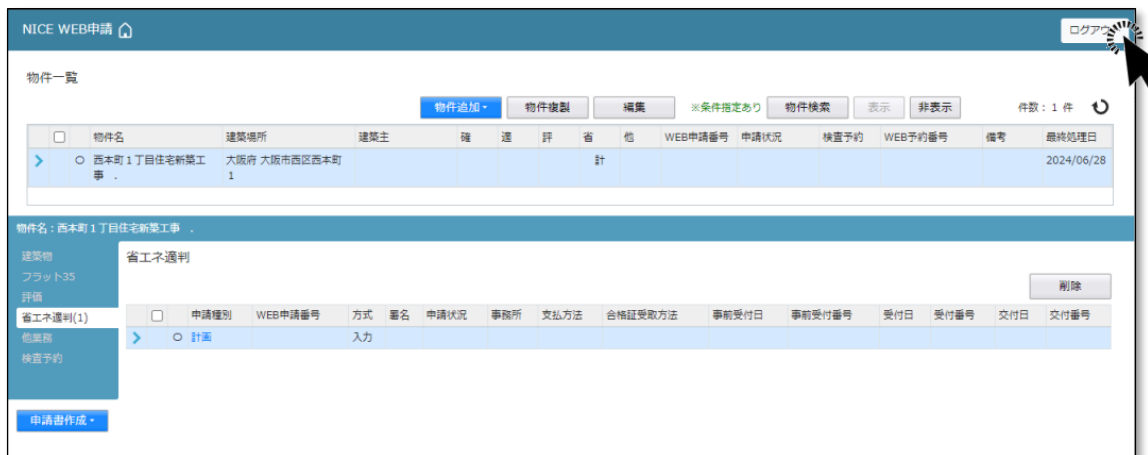 NICE WEB申請
ログアウ
物件一覧
物件追加 物件複製 編集 ※条件指定あり 物件検索 表示 非表示 件数: 1 件
物件名 建築場所 建築主 確 適 評 省 他 WEB申請番号 申請状況 検査予約 WEB予約番号 備考 最終処理日
西本町1丁目住宅新築工 大阪府 大阪市西区西本町 計 2024/06/28
事 . 1
物件名:西本町1丁目住宅新築工事 .
建築物 省エネ適判
フラット35
削除
評価
省エネ適判(1) 申請種別 WEB申請番号 方式 署名 申請状況 事務所 支払方法 合格証受取方法 事前受付日 事前受付番号 受付日 受付番号 交付日 交付番号
他業務 計画 入力
検査予約
申請書作成